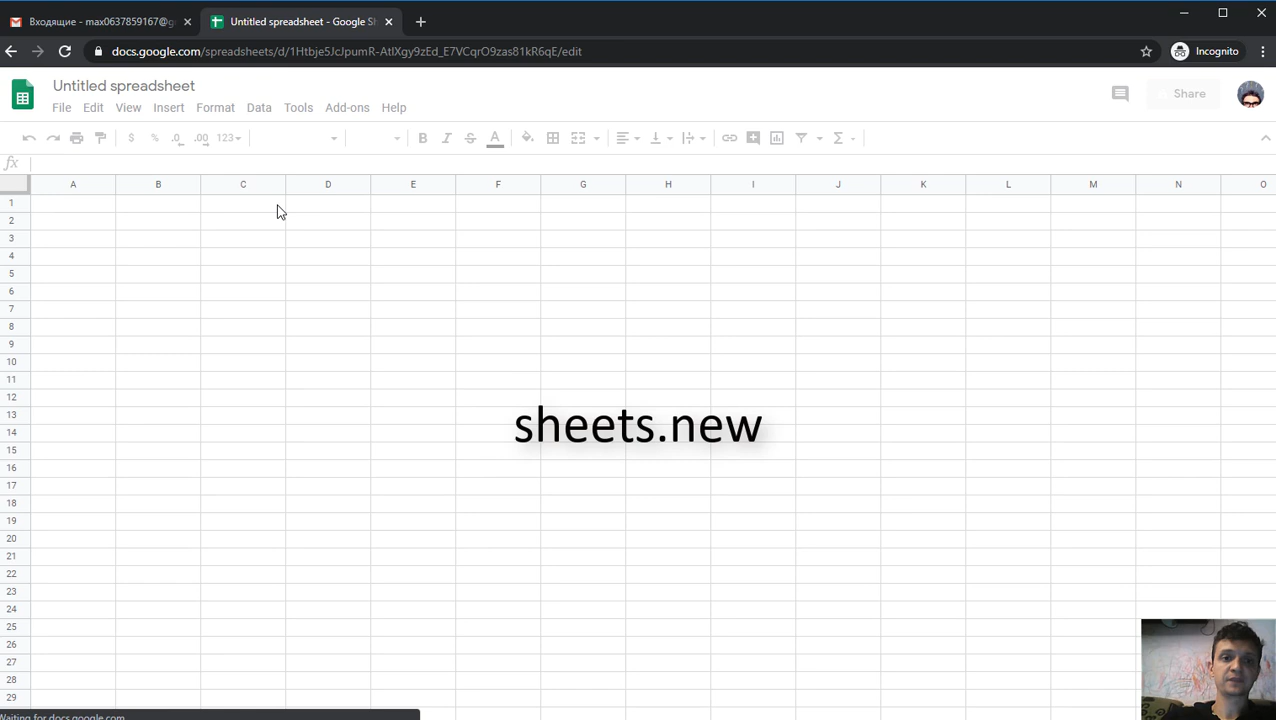 Входящие - max0637859167@g
Untitled spreadsheet - Google Sh
docs.google.com/spreadsheets/d/1Htbje5JcJpumR-AtlXgy9zEd_E7VCqrO9zas81kR6qE/edit
Incognito
Untitled spreadsheet
File Edit View Insert Format Data Tools Add-ons Help
Share
$ % .0 .00 123
B I S A
fx
A B C D E F G H I J K L M N O
1
2
3
4
5
6
7
8
9
10
11
12
13
sheets.new
14
15
16
17
18
19
20
21
22
23
24
25
26
27
28
29
Waiting for docs.google.com